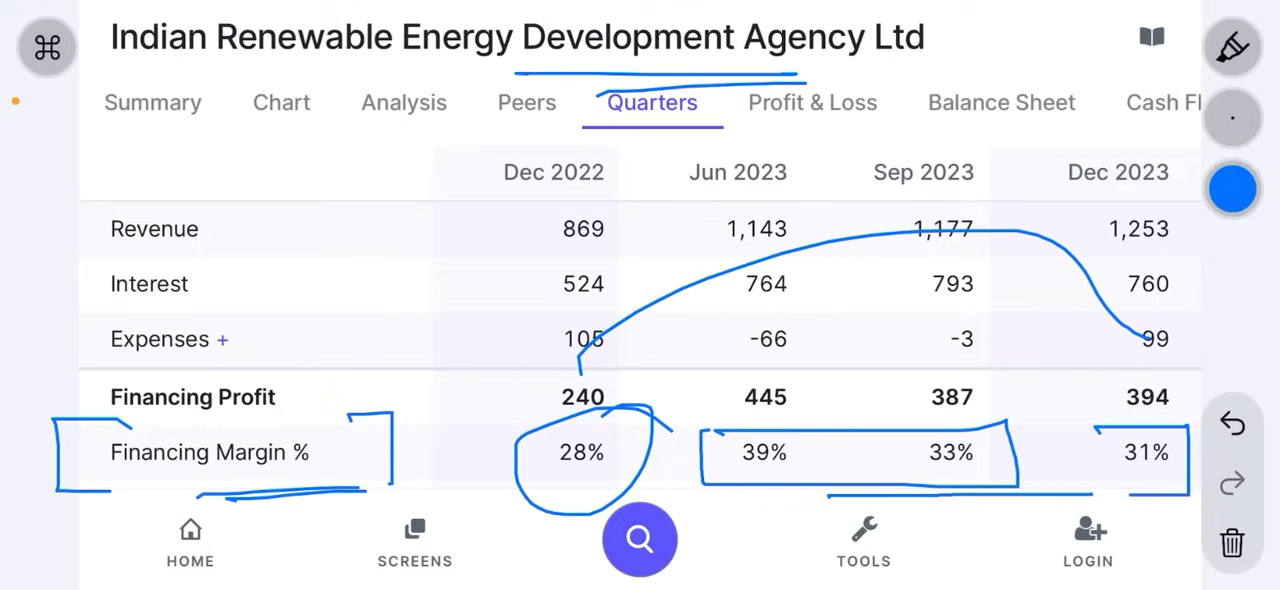 Indian Renewable Energy Development Agency Ltd
Summary Chart Analysis Peers Quarters Profit & Loss Balance Sheet Cash Fl
Dec 2022 Jun 2023 Sep 2023 Dec 2023
Revenue 869 1,143 1,177 1,253
Interest 524 764 793 760
Expenses + 105 -66 -3 99
Financing Profit 240 445 387 394
Financing Margin % 28% 39% 33% 31%
HOME SCREENS TOOLS LOGIN